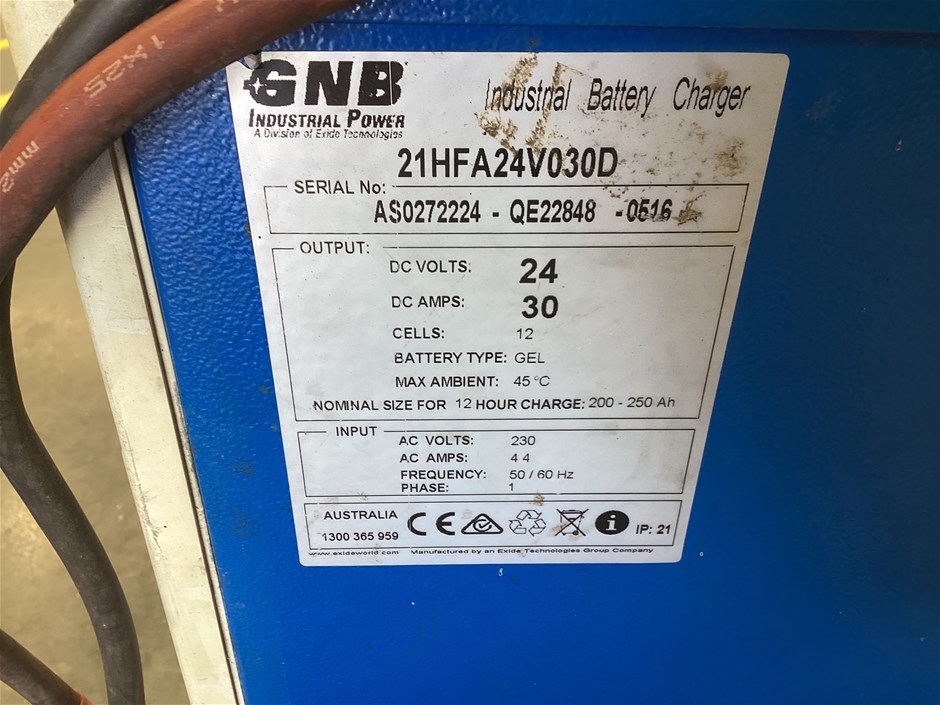 1X25
mm2
GNB
INDUSTRIAL POWER
A Division of Exide Technologies
Industrial Battery Charger
21HFA24V030D
SERIAL No:
AS0272224 - QE22848 - 0516
OUTPUT:
DC VOLTS: 24
DC AMPS: 30
CELLS: 12
BATTERY TYPE: GEL
MAX AMBIENT: 45 °C
NOMINAL SIZE FOR 12 HOUR CHARGE: 200 - 250 Ah
INPUT
AC VOLTS: 230
AC AMPS: 4 4
FREQUENCY: 50 / 60 Hz
PHASE: 1
AUSTRALIA
1300 365 959
CE
i
IP: 21
www.exideworld.com Manufactured by an Exide Technologies Group Company